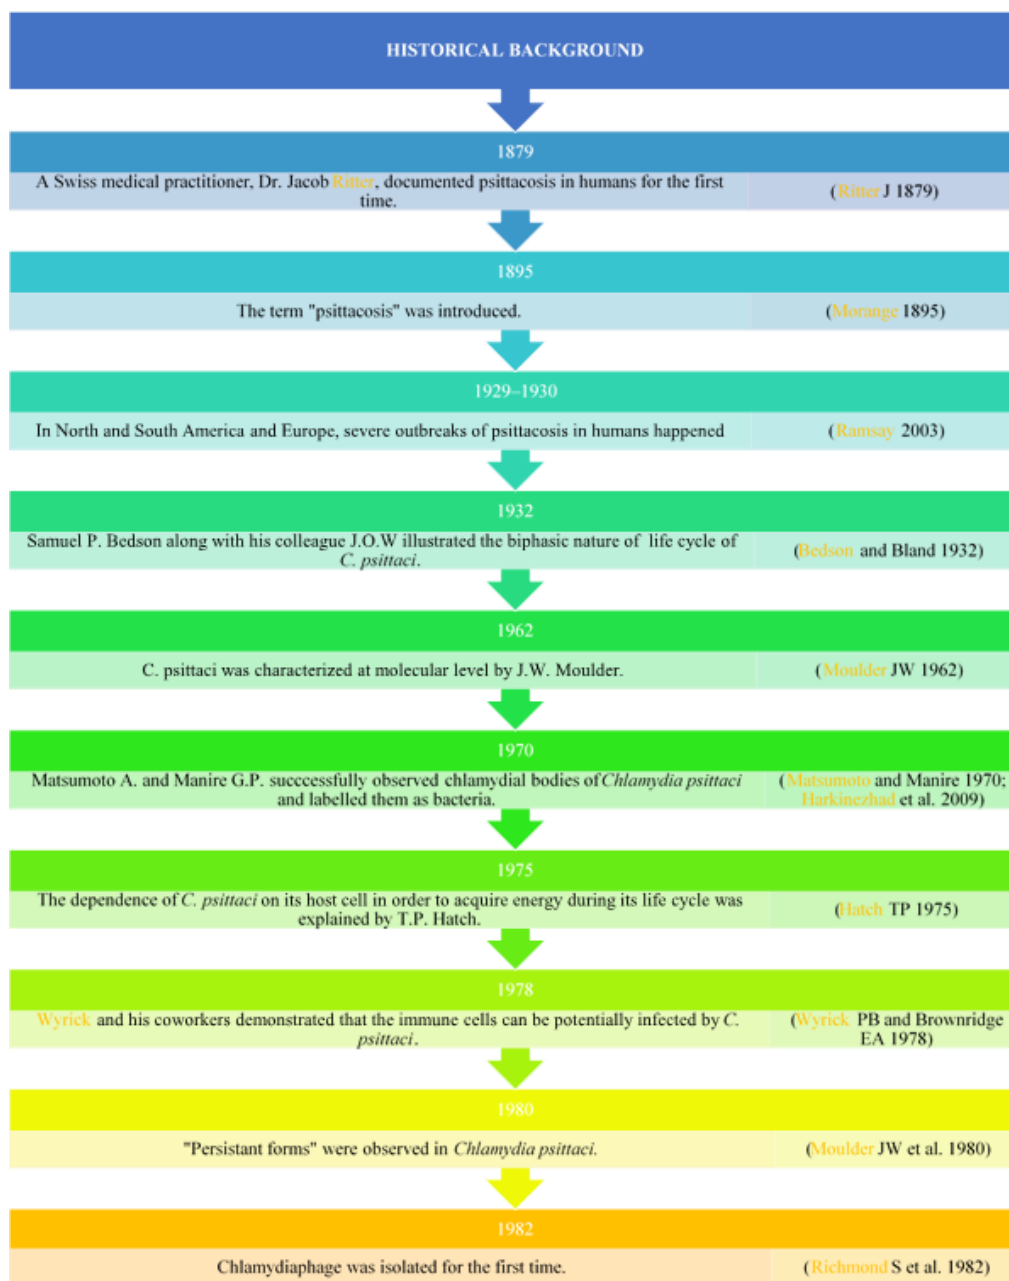 HISTORICAL BACKGROUND
1879
A Swiss medical practitioner, Dr. Jacob Ritter, documented psittacosis in humans for the first
time.
(Ritter J 1879)
1895
The term "psittacosis" was introduced.
(Morange 1895)
1929–1930
In North and South America and Europe, severe outbreaks of psittacosis in humans happened
(Ramsay 2003)
1932
Samuel P. Bedson along with his colleague J.O.W illustrated the biphasic nature of life cycle of
C. psittaci.
(Bedson and Bland 1932)
1962
C. psittaci was characterized at molecular level by J.W. Moulder.
(Moulder JW 1962)
1970
Matsumoto A. and Manire G.P. succcessfully observed chlamydial bodies of Chlamydia psittaci
and labelled them as bacteria.
(Matsumoto and Manire 1970;
Harkinezhad et al. 2009)
1975
The dependence of C. psittaci on its host cell in order to acquire energy during its life cycle was
explained by T.P. Hatch.
(Hatch TP 1975)
1978
Wyrick and his coworkers demonstrated that the immune cells can be potentially infected by C.
psittaci.
(Wyrick PB and Brownridge
EA 1978)
1980
"Persistant forms" were observed in Chlamydia psittaci.
(Moulder JW et al. 1980)
1982
Chlamydiaphage was isolated for the first time.
(Richmond S et al. 1982)